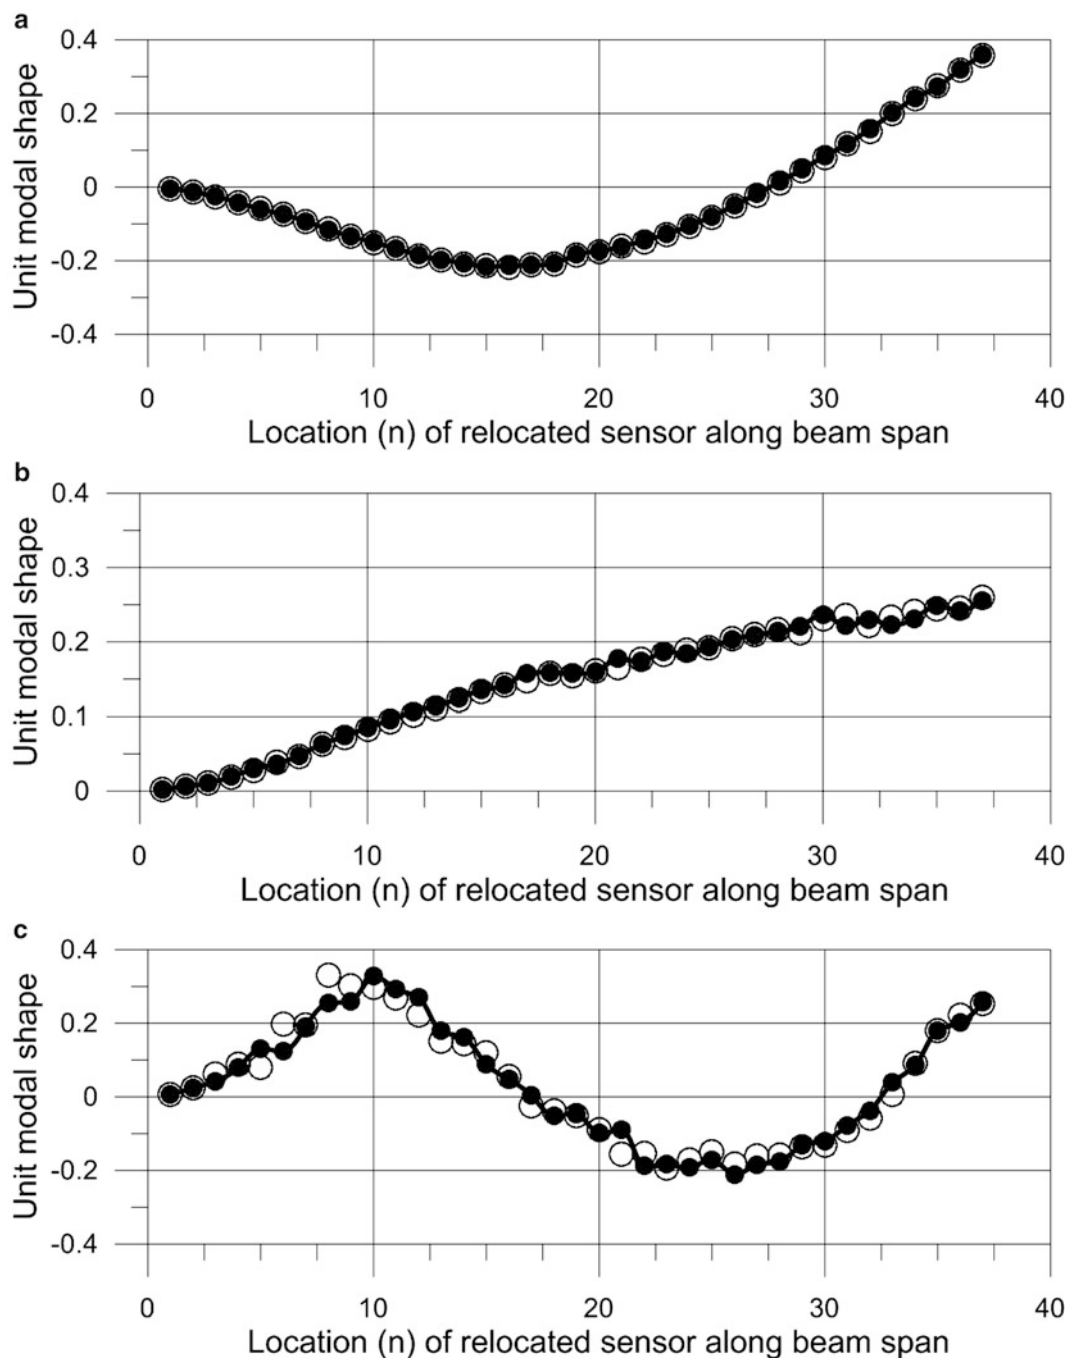 a
0.4
0.2
0
-0.2
-0.4
Unit modal shape
0 10 20 30 40
Location (n) of relocated sensor along beam span
b
0.4
0.3
0.2
0.1
0
Unit modal shape
0 10 20 30 40
Location (n) of relocated sensor along beam span
c
0.4
0.2
0
-0.2
-0.4
Unit modal shape
0 10 20 30 40
Location (n) of relocated sensor along beam span